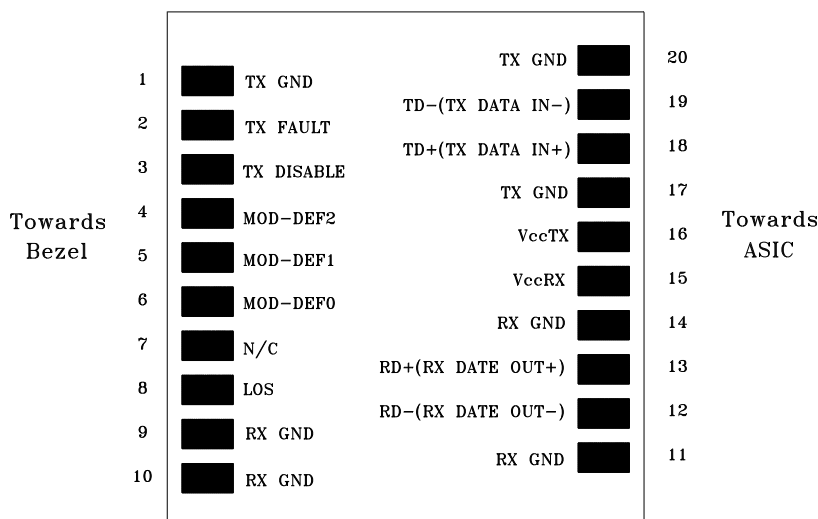 Towards
Bezel
1 TX GND
2 TX FAULT
3 TX DISABLE
4 MOD-DEF2
5 MOD-DEF1
6 MOD-DEF0
7 N/C
8 LOS
9 RX GND
10 RX GND
TX GND 20
TD-(TX DATA IN-) 19
TD+(TX DATA IN+) 18
TX GND 17
VccTX 16
VccRX 15
RX GND 14
RD+(RX DATE OUT+) 13
RD-(RX DATE OUT-) 12
RX GND 11
Towards
ASIC